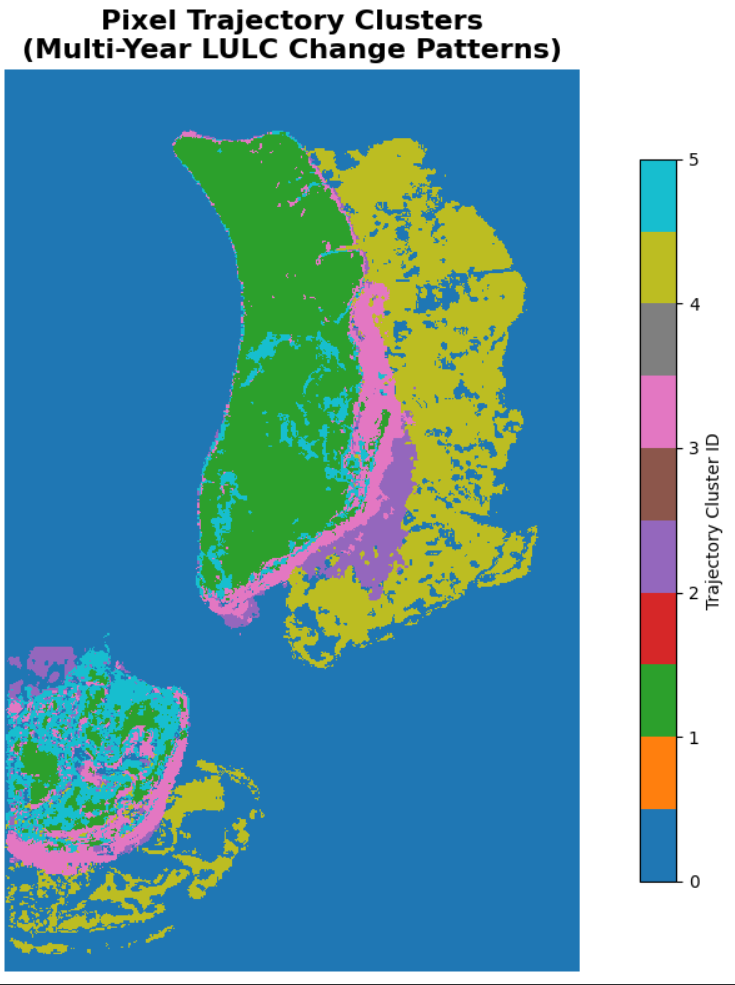 Pixel Trajectory Clusters
(Multi-Year LULC Change Patterns)
5
4
3
2
1
0
Trajectory Cluster ID